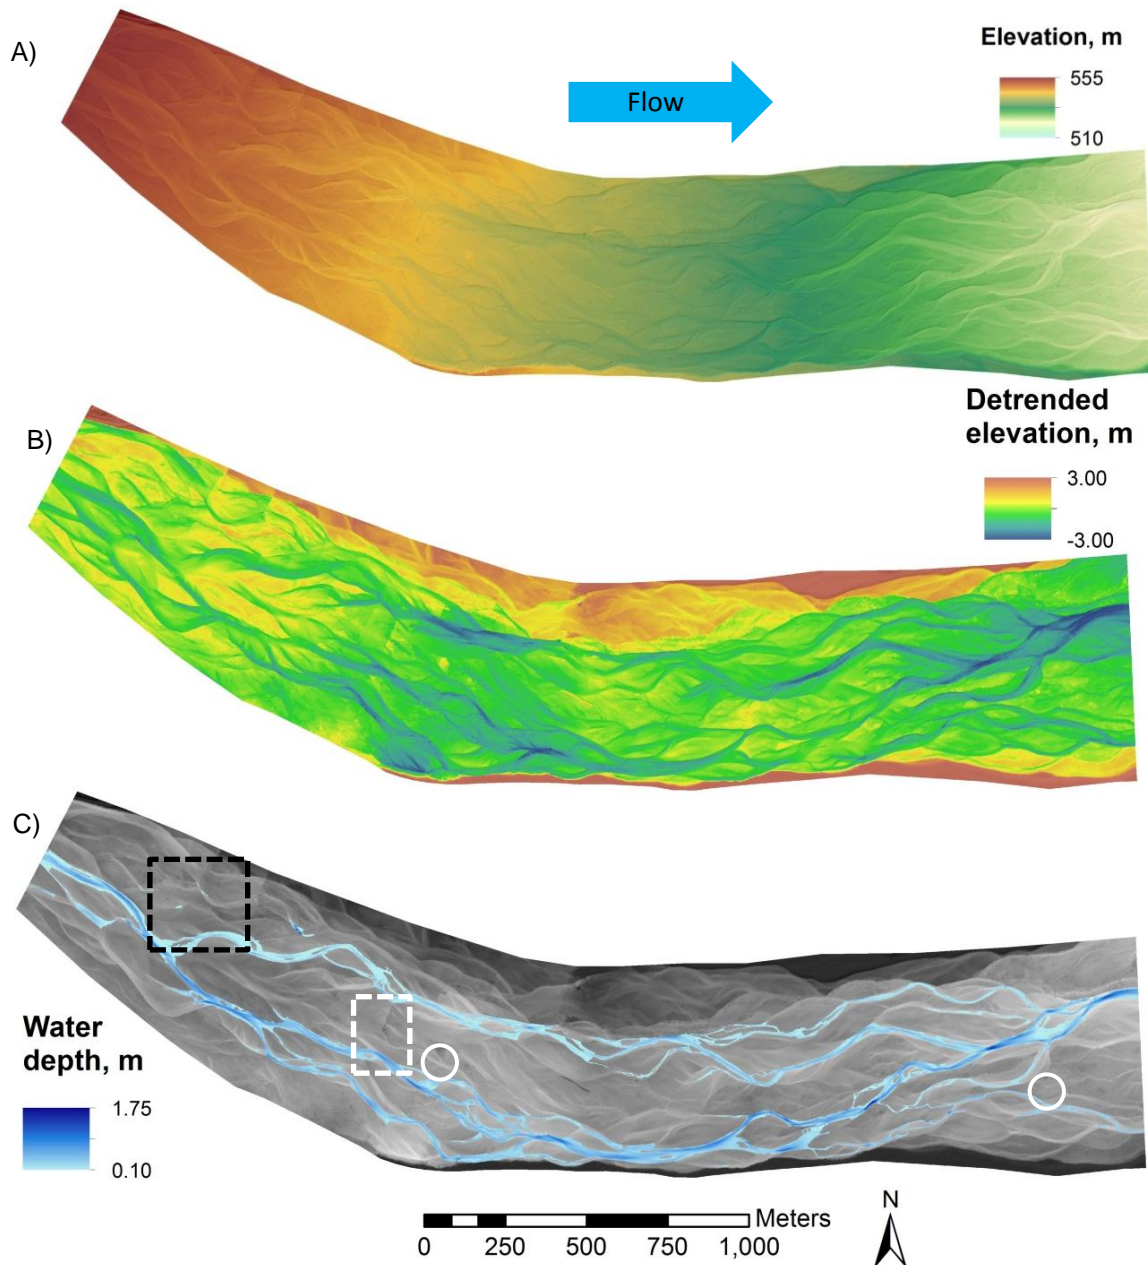 A)
Elevation, m
555
510
Flow
B)
Detrended
elevation, m
3.00
-3.00
C)
Water
depth, m
1.75
0.10
N
Meters
0 250 500 750 1,000